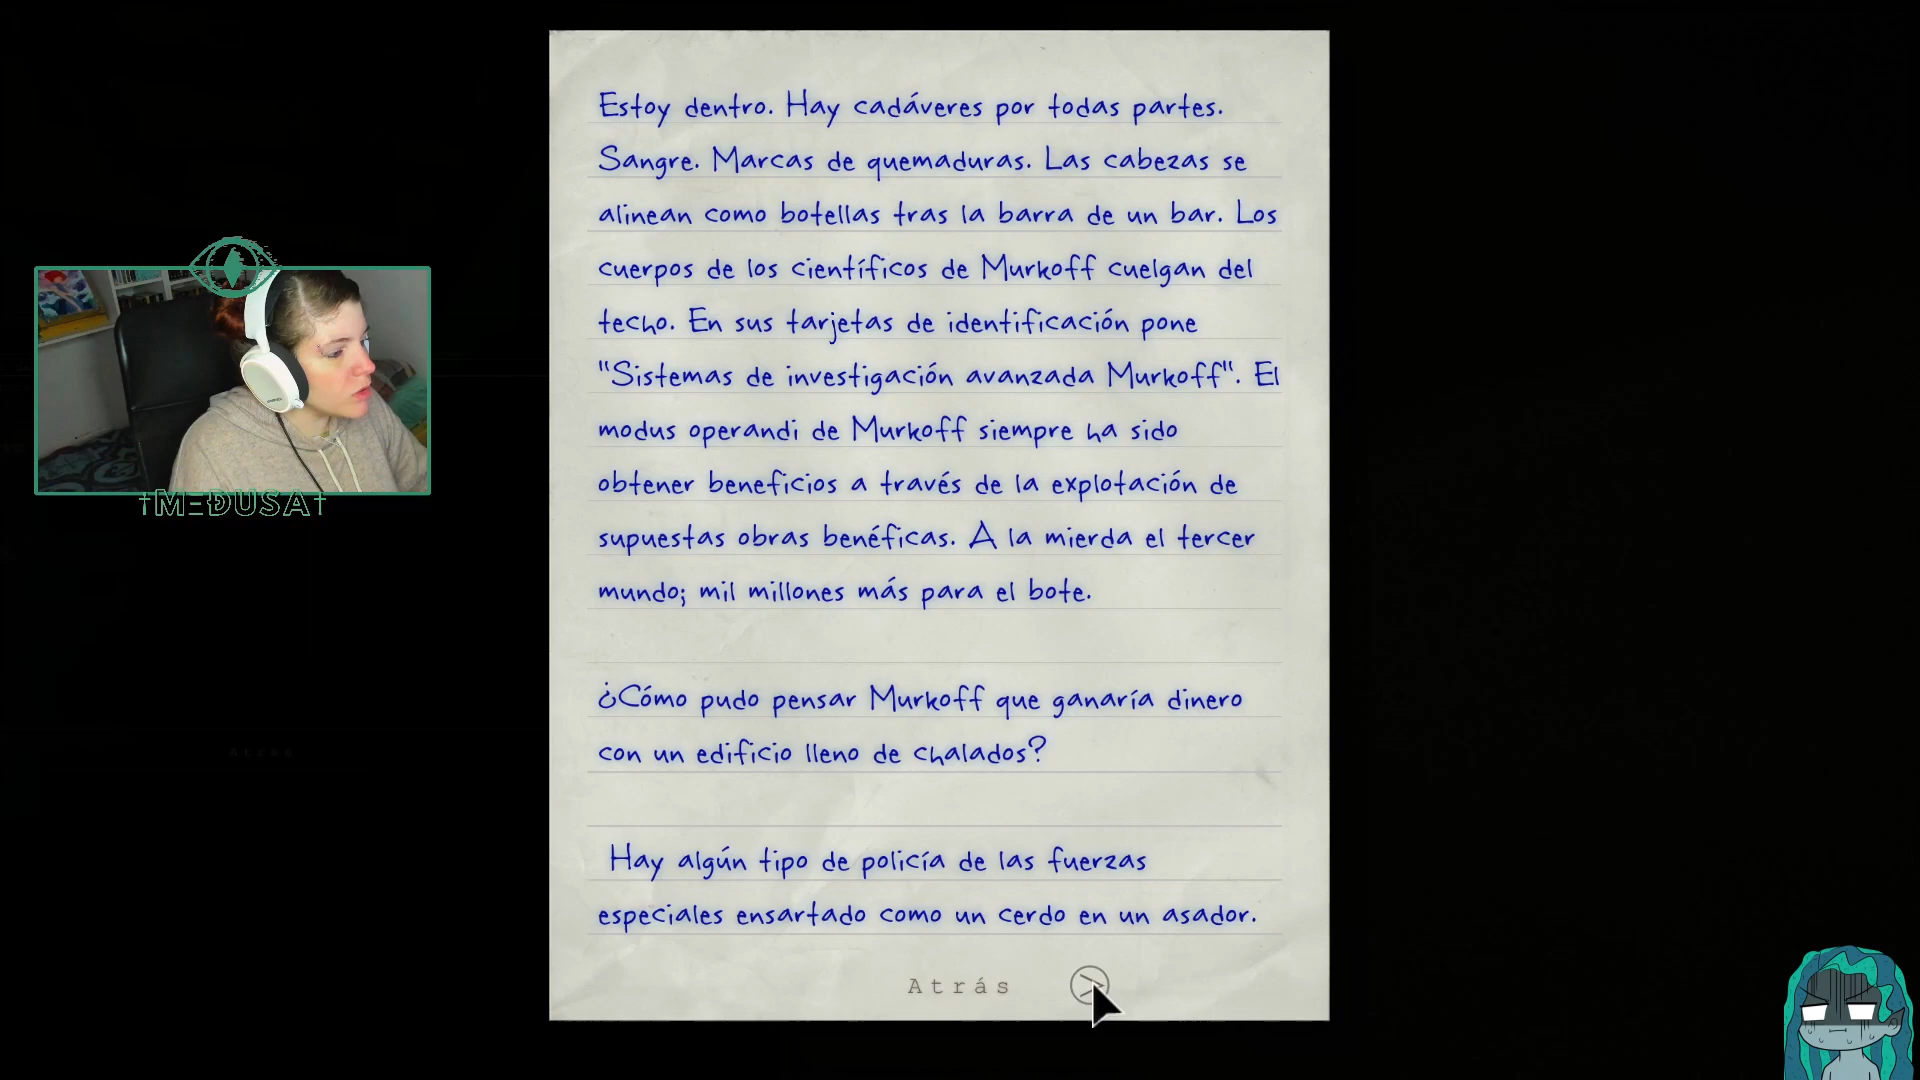 Estoy dentro. Hay cadáveres por todas partes.
Sangre. Marcas de quemaduras. Las cabezas se
alinean como botellas tras la barra de un bar. Los
cuerpos de los científicos de Murkoff cuelgan del
techo. En sus tarjetas de identificación pone
"Sistemas de investigación avanzada Murkoff". El
modus operandi de Murkoff siempre ha sido
obtener beneficios a través de la explotación de
supuestas obras benéficas. A la mierda el tercer
mundo; mil millones más para el bote.
¿Cómo pudo pensar Murkoff que ganaría dinero
con un edificio lleno de chalados?
Hay algún tipo de policía de las fuerzas
especiales ensartado como un cerdo en un asador.
Atrás
†MEDUSA†